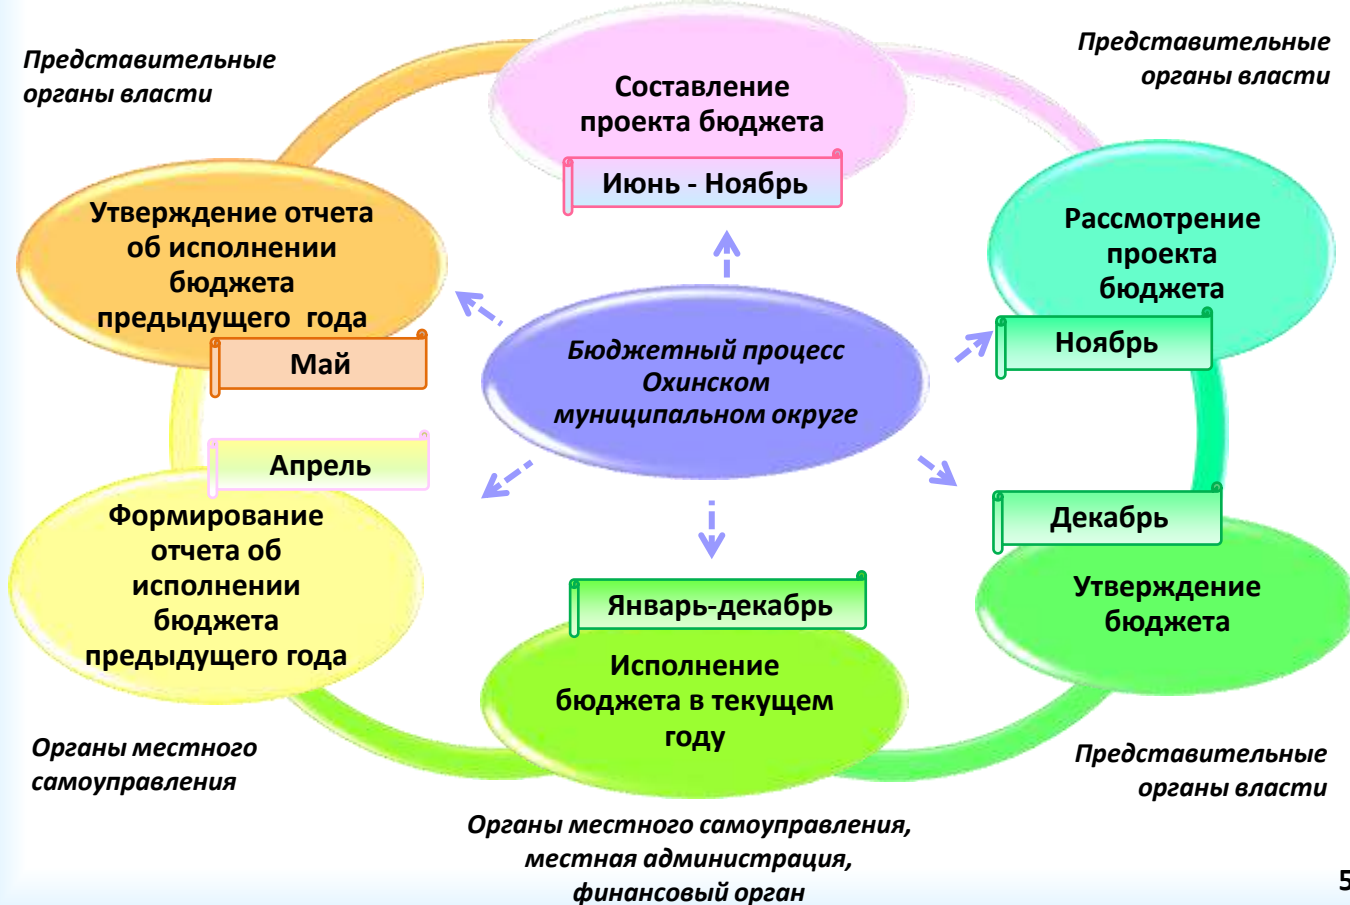 Представительные
органы власти
Представительные
органы власти
Составление
проекта бюджета
Июнь - Ноябрь
Утверждение отчета
об исполнении
бюджета
предыдущего  года
Май
Рассмотрение
проекта
бюджета
Ноябрь
Бюджетный процесс
Охинском
муниципальном округе
Апрель
Формирование
отчета об
исполнении
бюджета
предыдущего года
Декабрь
Утверждение
бюджета
Январь-декабрь
Исполнение
бюджета в текущем
году
Органы местного
самоуправления
Представительные
органы власти
Органы местного самоуправления,
местная администрация,
финансовый орган
5